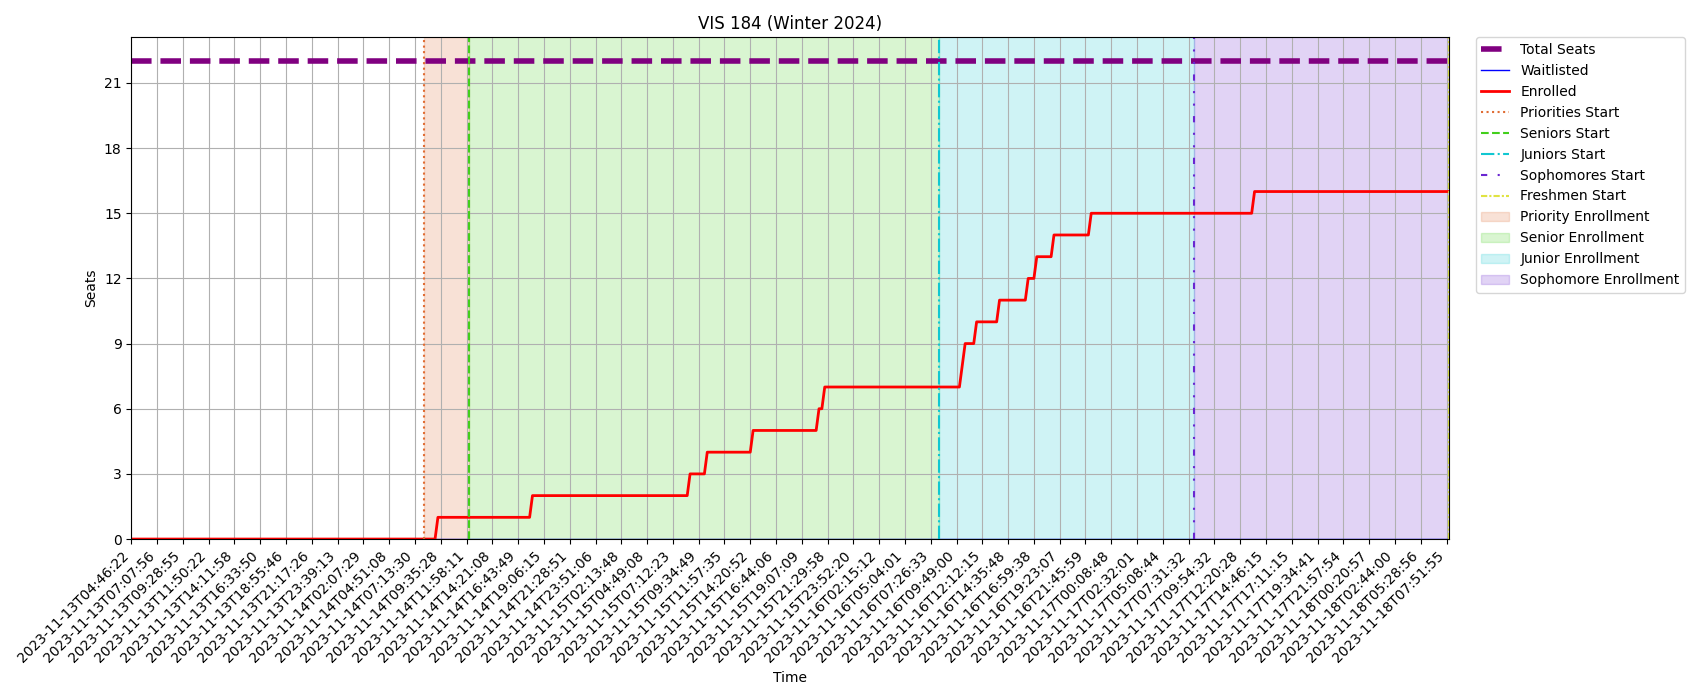 VIS 184 (Winter 2024)
Seats
21
18
15
12
9
6
3
0
2023-11-13T04:46:22
2023-11-13T07:07:56
2023-11-13T09:28:55
2023-11-13T11:50:22
2023-11-13T14:11:58
2023-11-13T16:33:50
2023-11-13T18:55:46
2023-11-13T21:17:26
2023-11-13T23:39:13
2023-11-14T02:07:29
2023-11-14T04:51:08
2023-11-14T07:13:30
2023-11-14T09:35:28
2023-11-14T11:58:11
2023-11-14T14:21:08
2023-11-14T16:43:49
2023-11-14T19:06:15
2023-11-14T21:28:51
2023-11-14T23:51:06
2023-11-15T02:13:48
2023-11-15T04:49:08
2023-11-15T07:12:23
2023-11-15T09:34:49
2023-11-15T11:57:35
2023-11-15T14:20:52
2023-11-15T16:44:06
2023-11-15T19:07:09
2023-11-15T21:29:58
2023-11-15T23:52:20
2023-11-16T02:15:12
2023-11-16T05:04:01
2023-11-16T07:26:33
2023-11-16T09:49:00
2023-11-16T12:12:15
2023-11-16T14:35:48
2023-11-16T16:59:38
2023-11-16T19:23:07
2023-11-16T21:45:59
2023-11-17T00:08:48
2023-11-17T02:32:01
2023-11-17T05:08:44
2023-11-17T07:31:32
2023-11-17T09:54:32
2023-11-17T12:20:28
2023-11-17T14:46:15
2023-11-17T17:11:15
2023-11-17T19:34:41
2023-11-17T21:57:54
2023-11-18T00:20:57
2023-11-18T02:44:00
2023-11-18T05:28:56
2023-11-18T07:51:55
Time
Total Seats
Waitlisted
Enrolled
Priorities Start
Seniors Start
Juniors Start
Sophomores Start
Freshmen Start
Priority Enrollment
Senior Enrollment
Junior Enrollment
Sophomore Enrollment